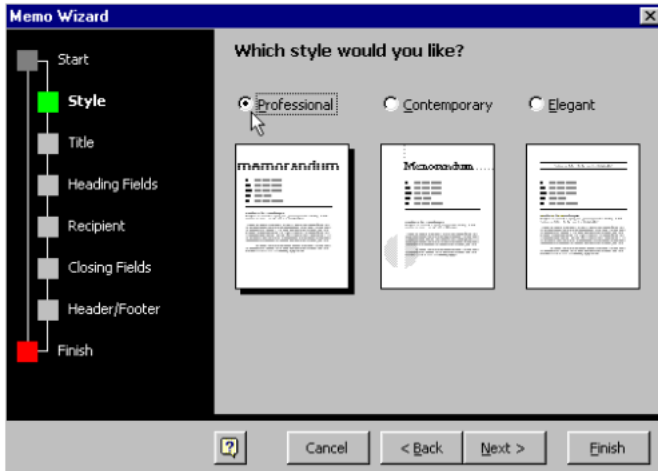 Memo Wizard
Which style would you like?
Start
Style
Title
Heading Fields
Recipient
Closing Fields
Header/Footer
Finish
Professional
Contemporary
Elegant
memorandum
Memorandum
?
Cancel
< Back
Next >
Finish